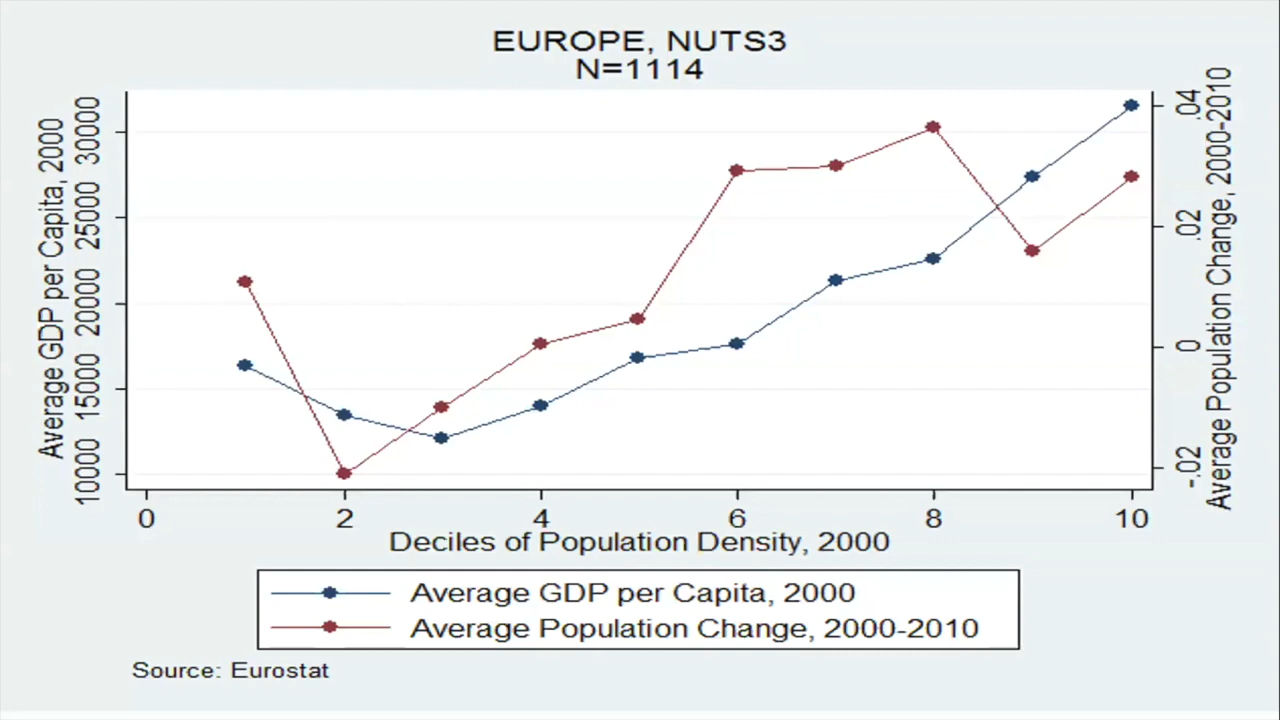 EUROPE, NUTS3
N=1114
Average GDP per Capita, 2000
30000
25000
20000
15000
10000
.04
.02
0
-.02
Average Population Change, 2000-2010
0 2 4 6 8 10
Deciles of Population Density, 2000
Average GDP per Capita, 2000
Average Population Change, 2000-2010
Source: Eurostat